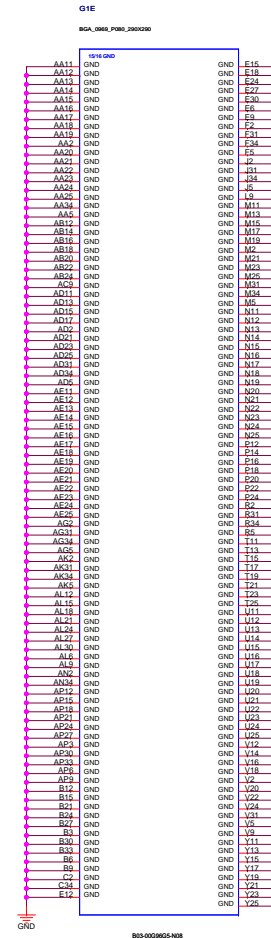 G1E
BGA_0969_P080_290X290
15/16 GND
AA11 GND GND E15
AA12 GND GND E18
AA13 GND GND E24
AA14 GND GND E27
AA15 GND GND E30
AA16 GND GND E6
AA17 GND GND E9
AA18 GND GND F2
AA19 GND GND F31
AA2 GND GND F34
AA20 GND GND F5
AA21 GND GND J2
AA22 GND GND J31
AA23 GND GND J34
AA24 GND GND J5
AA25 GND GND L9
AA34 GND GND M11
AA5 GND GND M13
AB12 GND GND M15
AB14 GND GND M17
AB16 GND GND M19
AB18 GND GND M2
AB20 GND GND M21
AB22 GND GND M23
AB24 GND GND M25
AC9 GND GND M31
AD11 GND GND M34
AD13 GND GND M5
AD15 GND GND N11
AD17 GND GND N12
AD2 GND GND N13
AD21 GND GND N14
AD23 GND GND N15
AD25 GND GND N16
AD31 GND GND N17
AD34 GND GND N18
AD5 GND GND N19
AE11 GND GND N20
AE12 GND GND N21
AE13 GND GND N22
AE14 GND GND N23
AE15 GND GND N24
AE16 GND GND N25
AE17 GND GND P12
AE18 GND GND P14
AE19 GND GND P16
AE20 GND GND P18
AE21 GND GND P20
AE22 GND GND P22
AE23 GND GND P24
AE24 GND GND R2
AE25 GND GND R31
AG2 GND GND R34
AG31 GND GND R5
AG34 GND GND T11
AG5 GND GND T13
AK2 GND GND T15
AK31 GND GND T17
AK34 GND GND T19
AK5 GND GND T21
AL12 GND GND T23
AL15 GND GND T25
AL18 GND GND U11
AL21 GND GND U12
AL24 GND GND U13
AL27 GND GND U14
AL30 GND GND U15
AL6 GND GND U16
AL9 GND GND U17
AN2 GND GND U18
AN34 GND GND U19
AP12 GND GND U20
AP15 GND GND U21
AP18 GND GND U22
AP21 GND GND U23
AP24 GND GND U24
AP27 GND GND U25
AP3 GND GND V12
AP30 GND GND V14
AP33 GND GND V16
AP6 GND GND V18
AP9 GND GND V2
B12 GND GND V20
B15 GND GND V22
B21 GND GND V24
B24 GND GND V31
B27 GND GND V5
B3 GND GND V9
B30 GND GND Y11
B33 GND GND Y13
B6 GND GND Y15
B9 GND GND Y17
C2 GND GND Y19
C34 GND GND Y21
E12 GND GND Y23
GND Y25
GND
B03-00G96G5-N08